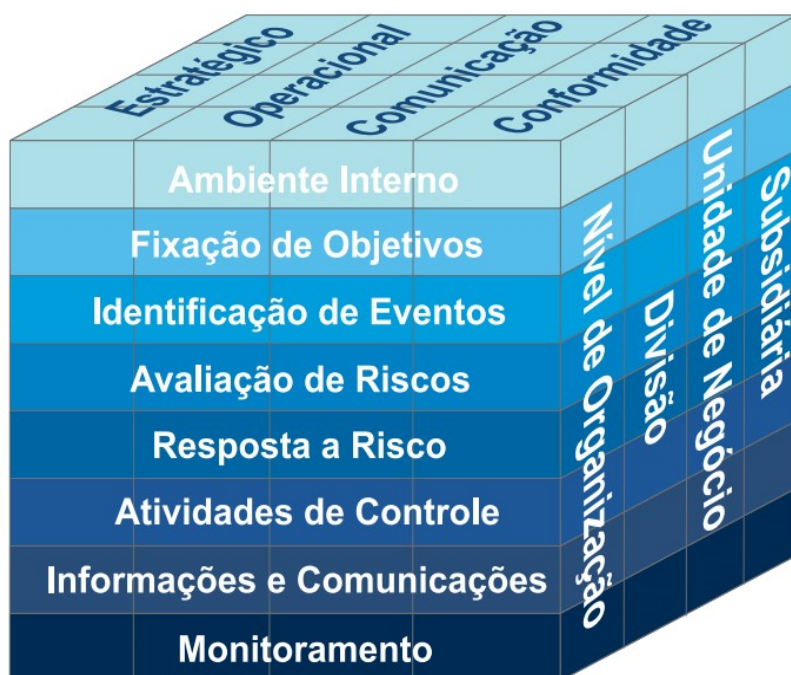 Estratégico
Operacional
Comunicação
Conformidade
Ambiente Interno
Fixação de Objetivos
Identificação de Eventos
Avaliação de Riscos
Resposta a Risco
Atividades de Controle
Informações e Comunicações
Monitoramento
Nível de Organização
Divisão
Unidade de Negócio
Subsidiária